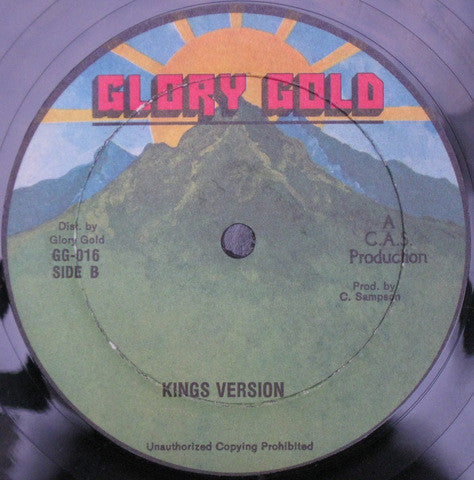 GLORY GOLD
Dist. by
Glory Gold
GG-016
SIDE B
A
C.A.S.
Production
Prod. by
C. Sampson
KINGS VERSION
Unauthorized Copying Prohibited